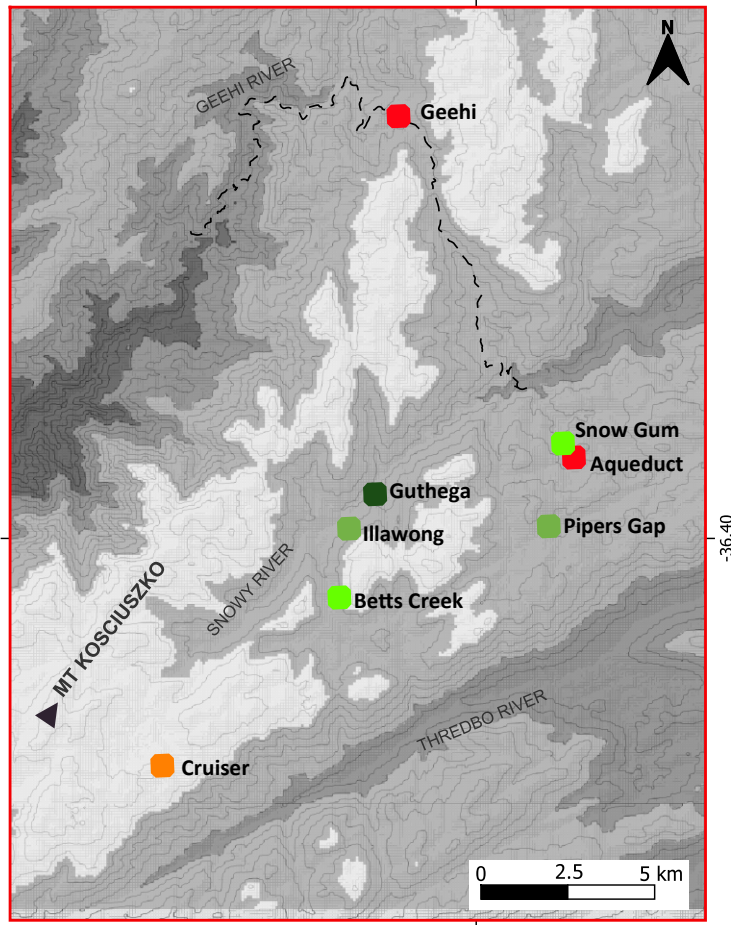 N
GEEHI RIVER
Geehi
Snow Gum
Aqueduct
Guthega
Pipers Gap
Illawong
-36.40
SNOWY RIVER
MT KOSCIUSZKO
Betts Creek
THREDBO RIVER
Cruiser
0 2.5 5 km